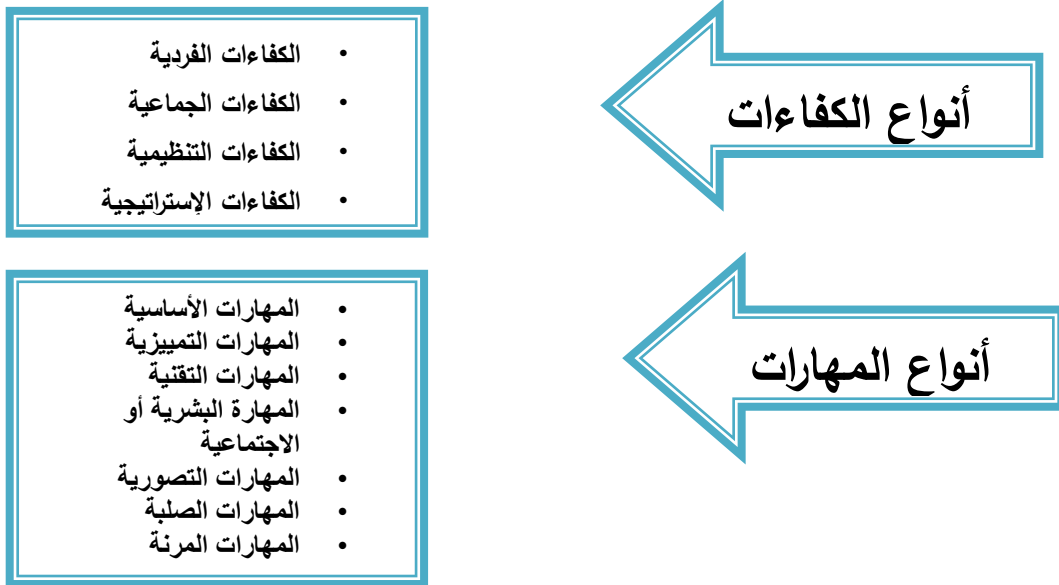 أنواع الكفاءات
• الكفاءات الفردية
• الكفاءات الجماعية
• الكفاءات التنظيمية
• الكفاءات الإستراتيجية
أنواع المهارات
• المهارات الأساسية
• المهارات التمييزية
• المهارات التقتية
• المهارة البشرية أو
الاجتماعية
• المهارات التصورية
• المهارات الصلبة
• المهارات المرنة